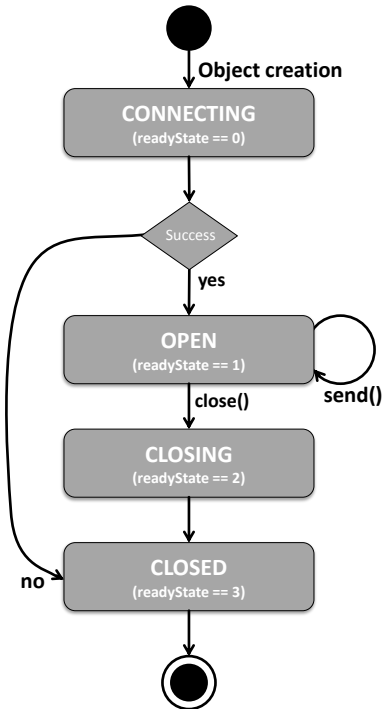 Object creation
CONNECTING
(readyState == 0)
Success
yes
OPEN
(readyState == 1)
send()
close()
CLOSING
(readyState == 2)
CLOSED
(readyState == 3)
no